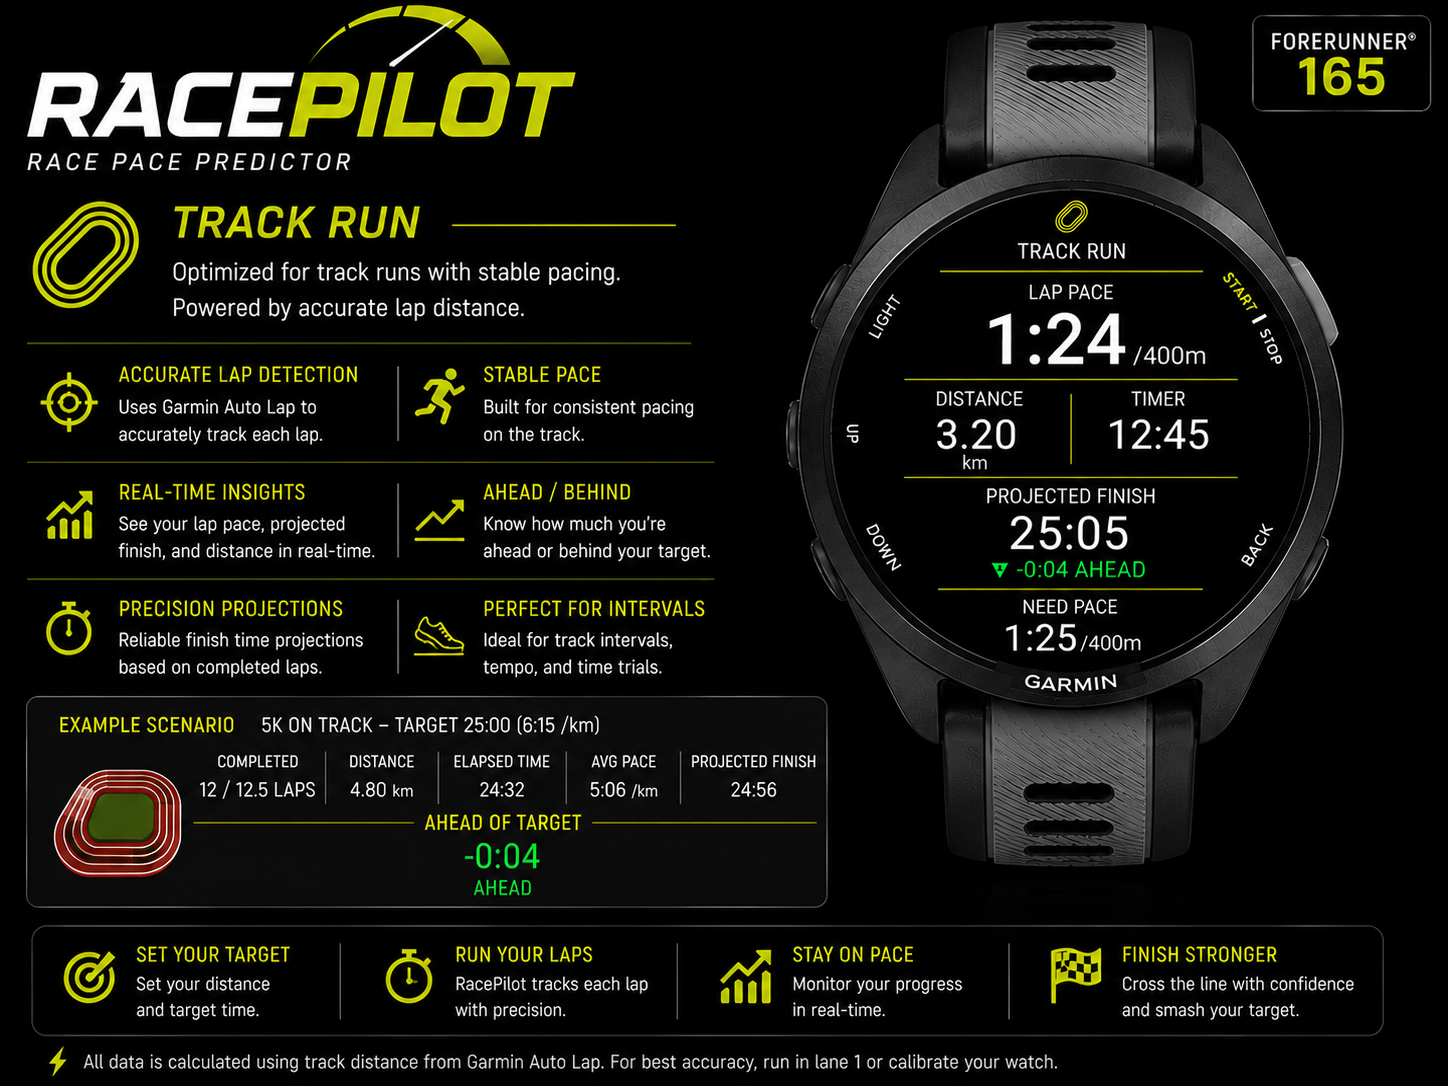 RACEPILOT
RACE PACE PREDICTOR
FORERUNNER®
165
TRACK RUN
Optimized for track runs with stable pacing.
Powered by accurate lap distance.
ACCURATE LAP DETECTION
Uses Garmin Auto Lap to
accurately track each lap.
STABLE PACE
Built for consistent pacing
on the track.
REAL-TIME INSIGHTS
See your lap pace, projected
finish, and distance in real-time.
AHEAD / BEHIND
Know how much you're
ahead or behind your target.
PRECISION PROJECTIONS
Reliable finish time projections
based on completed laps.
PERFECT FOR INTERVALS
Ideal for track intervals,
tempo, and time trials.
TRACK RUN
LAP PACE
1:24 /400m
DISTANCE
3.20
km
TIMER
12:45
PROJECTED FINISH
25:05
-0:04 AHEAD
NEED PACE
1:25/400m
GARMIN
LIGHT
UP
DOWN
START | STOP
BACK
EXAMPLE SCENARIO 5K ON TRACK – TARGET 25:00 (6:15 /km)
COMPLETED
12 / 12.5 LAPS
DISTANCE
4.80 km
ELAPSED TIME
24:32
AVG PACE
5:06 /km
PROJECTED FINISH
24:56
AHEAD OF TARGET
-0:04
AHEAD
SET YOUR TARGET
Set your distance
and target time.
RUN YOUR LAPS
RacePilot tracks each lap
with precision.
STAY ON PACE
Monitor your progress
in real-time.
FINISH STRONGER
Cross the line with confidence
and smash your target.
All data is calculated using track distance from Garmin Auto Lap. For best accuracy, run in lane 1 or calibrate your watch.